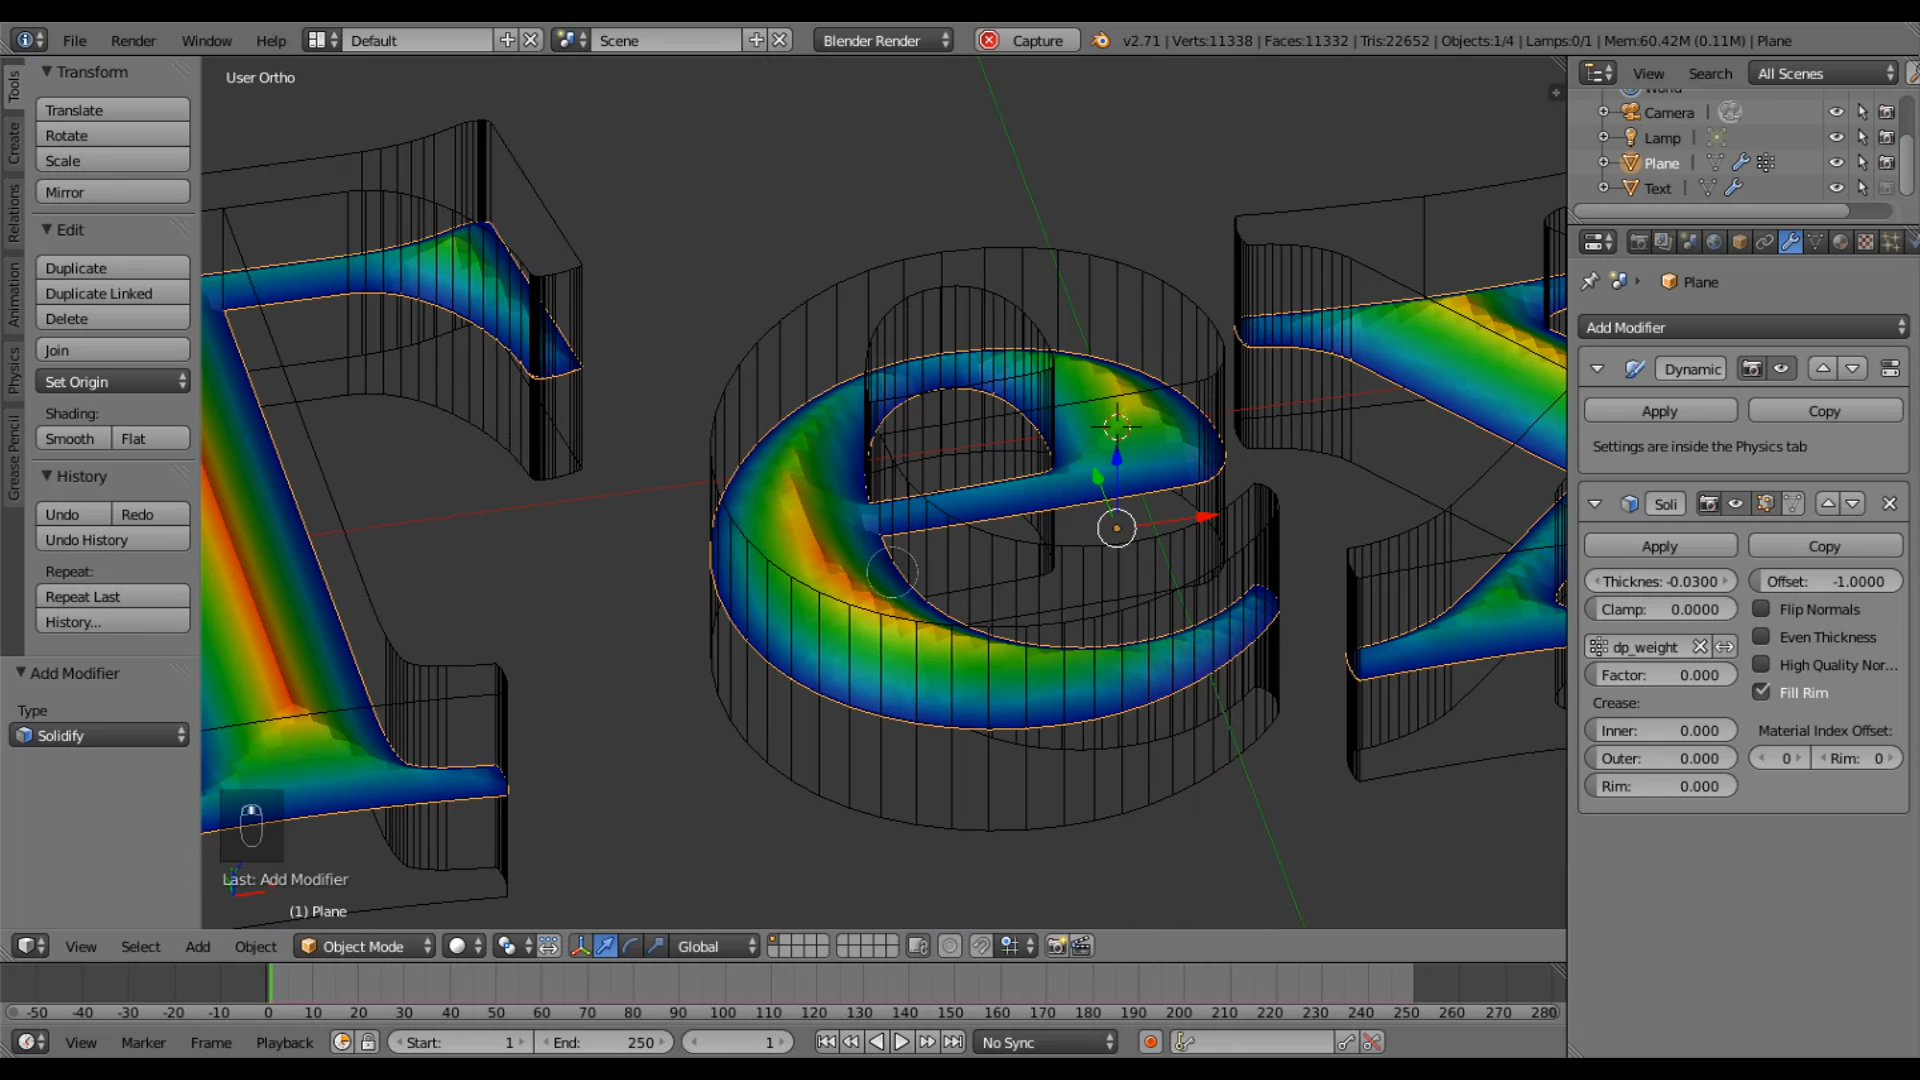 File Render Window Help Default Scene Blender Render Capture v2.71 | Verts:11338 | Faces:11332 | Tris:22652 | Objects:1/4 | Lamps:0/1 | Mem:60.42M (0.11M) | Plane
Tools
Create
Relations
Animation
Physics
Grease Pencil
Transform
Translate
Rotate
Scale
Mirror
Edit
Duplicate
Duplicate Linked
Delete
Join
Set Origin
Shading:
Smooth Flat
History
Undo Redo
Undo History
Repeat:
Repeat Last
History...
Add Modifier
Type
Solidify
User Ortho
Last: Add Modifier
(1) Plane
View Search All Scenes
World
Camera
Lamp
Plane
Text
Plane
Add Modifier
Dynamic
Apply Copy
Settings are inside the Physics tab
Soli
Apply Copy
Thicknes: -0.0300 Offset: -1.0000
Clamp: 0.0000 Flip Normals
Even Thickness
dp_weight High Quality Nor...
Factor: 0.000 Fill Rim
Crease:
Inner: 0.000 Material Index Offset:
Outer: 0.000 0 Rim: 0
Rim: 0.000
View Select Add Object Object Mode Global
-50 -40 -30 -20 -10 0 10 20 30 40 50 60 70 80 90 100 110 120 130 140 150 160 170 180 190 200 210 220 230 240 250 260 270 280
View Marker Frame Playback Start: 1 End: 250 1 No Sync